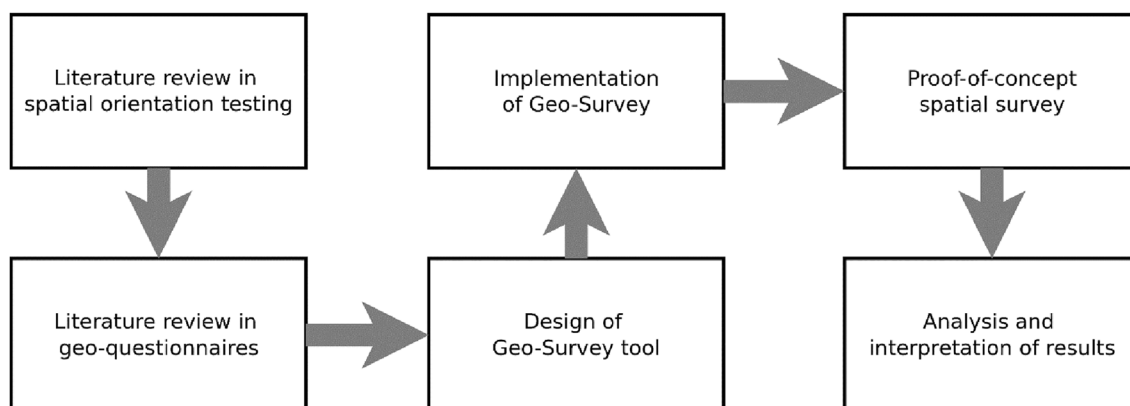 Literature review in
spatial orientation testing
Literature review in
geo-questionnaires
Design of
Geo-Survey tool
Implementation
of Geo-Survey
Proof-of-concept
spatial survey
Analysis and
interpretation of results